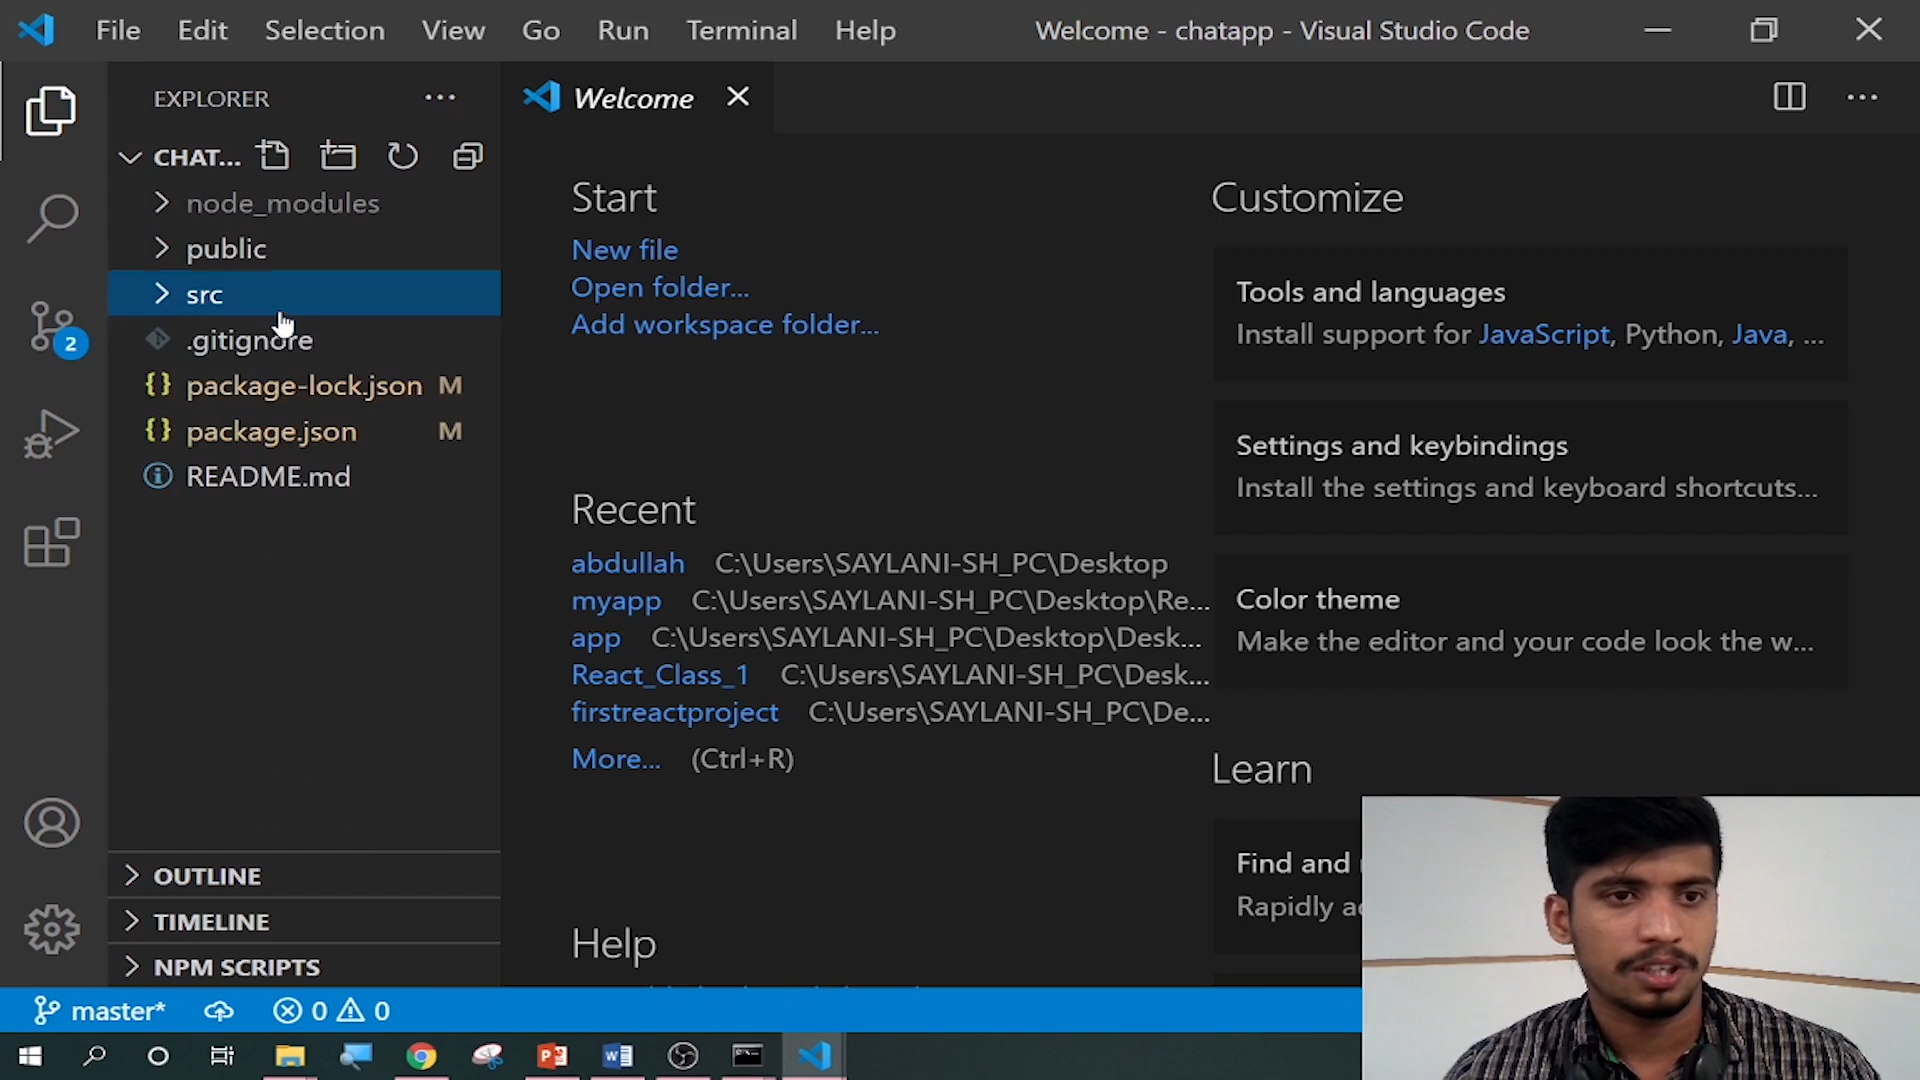 File Edit Selection View Go Run Terminal Help Welcome - chatapp - Visual Studio Code
EXPLORER
Welcome
CHAT...
node_modules
public
src
.gitignore
package-lock.json M
package.json M
README.md
Start
New file
Open folder...
Add workspace folder...
Recent
abdullah C:\Users\SAYLANI-SH_PC\Desktop
myapp C:\Users\SAYLANI-SH_PC\Desktop\Re...
app C:\Users\SAYLANI-SH_PC\Desktop\Desk...
React_Class_1 C:\Users\SAYLANI-SH_PC\Desk...
firstreactproject C:\Users\SAYLANI-SH_PC\De...
More... (Ctrl+R)
Help
Customize
Tools and languages
Install support for JavaScript, Python, Java, ...
Settings and keybindings
Install the settings and keyboard shortcuts...
Color theme
Make the editor and your code look the w...
Learn
Find and
Rapidly
2
OUTLINE
TIMELINE
NPM SCRIPTS
master* 0 0